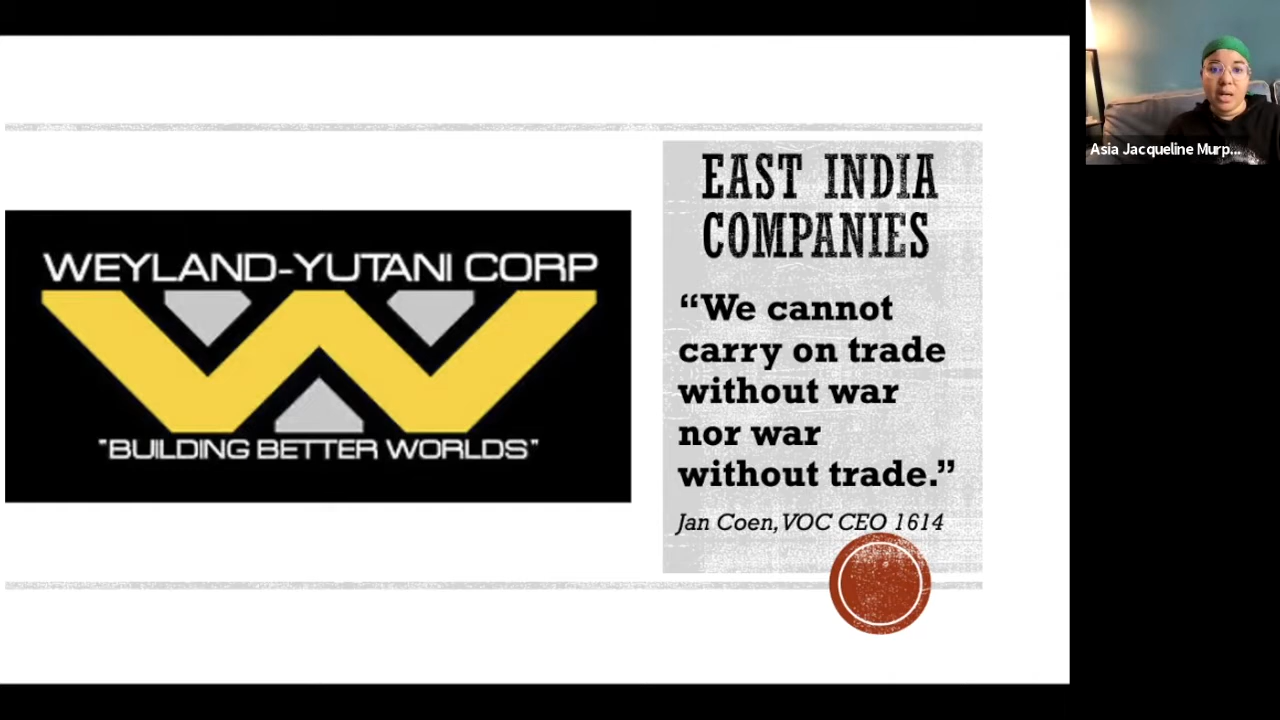 WEYLAND-YUTANI CORP
"BUILDING BETTER WORLDS"
EAST INDIA
COMPANIES
“We cannot
carry on trade
without war
nor war
without trade.”
Jan Coen, VOC CEO 1614
Asia Jacqueline Murp...